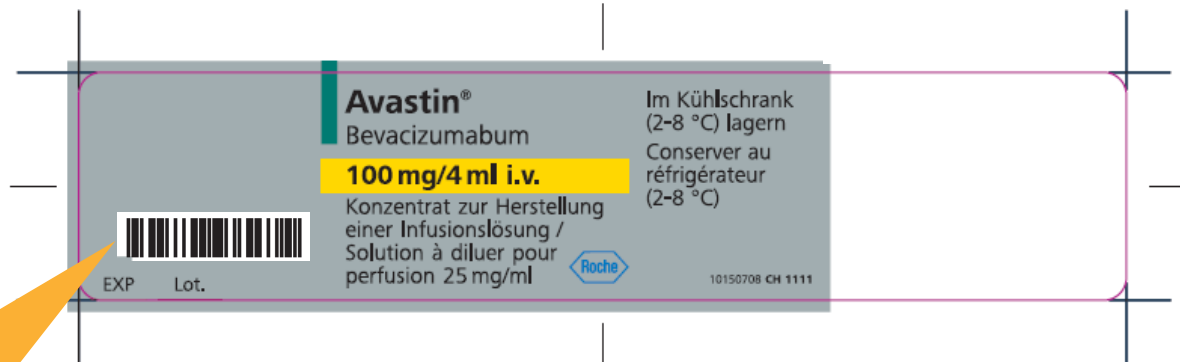 Avastin®
Bevacizumabum
100 mg/4 ml i.v.
Konzentrat zur Herstellung
einer Infusionslösung /
Solution à diluer pour
perfusion 25 mg/ml
Roche
Im Kühlschrank
(2-8 °C) lagern
Conserver au
réfrigérateur
(2-8 °C)
10150708 CH 1111
EXP Lot.